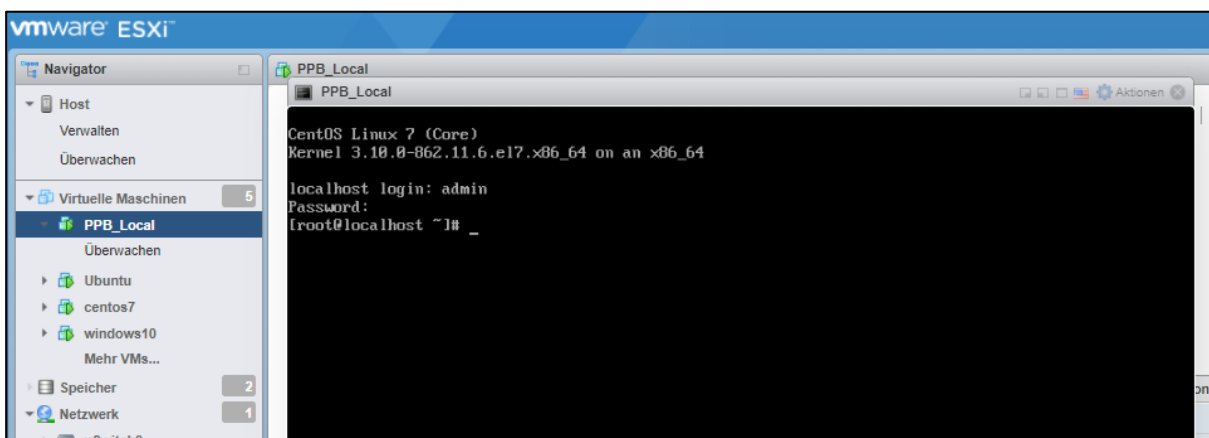 vmware ESXi™
Navigator
Host
Verwalten
Überwachen
Virtuelle Maschinen 5
PPB_Local
Überwachen
Ubuntu
centos7
windows10
Mehr VMs...
Speicher 2
Netzwerk 1
PPB_Local
PPB_Local Aktionen
CentOS Linux 7 (Core)
Kernel 3.10.0-862.11.6.el7.x86_64 on an x86_64
localhost login: admin
Password:
[root@localhost ~]# _